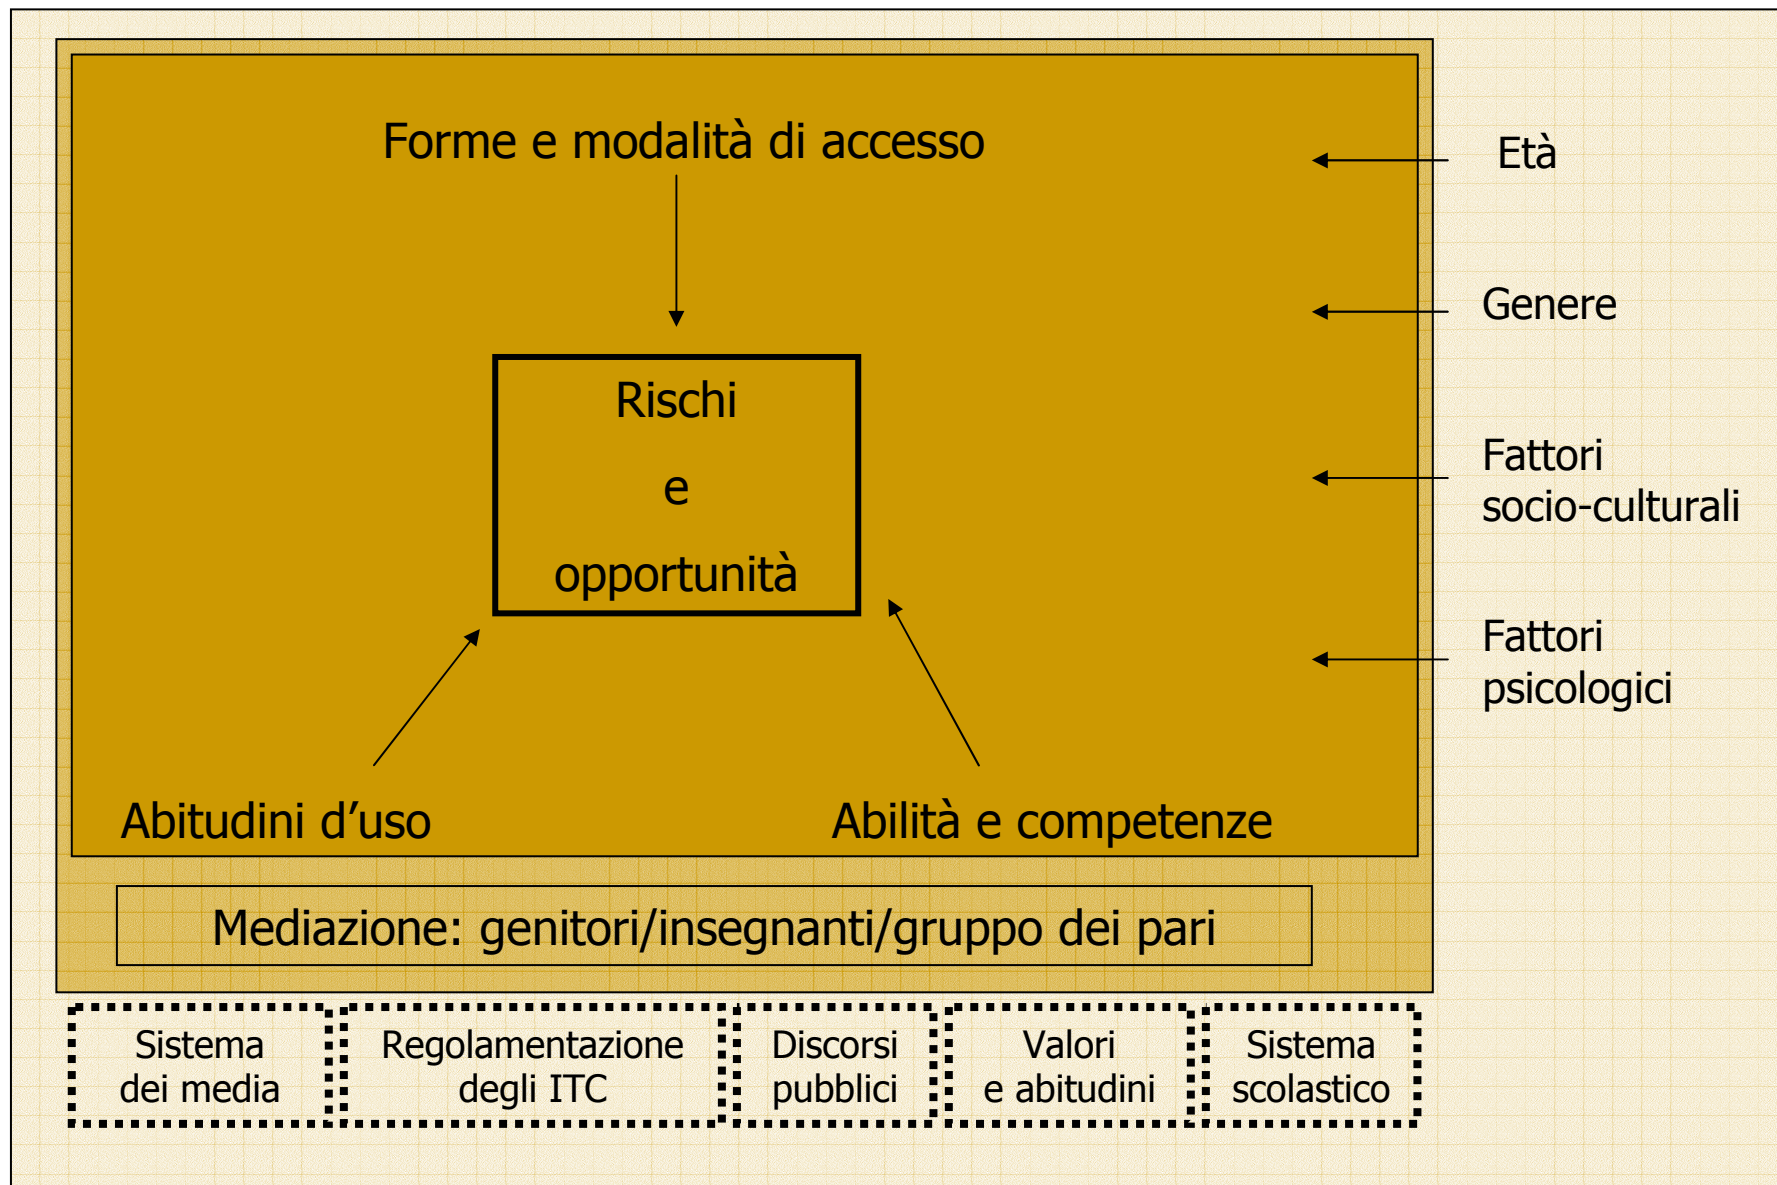 Forme e modalità di accesso
Rischi
e
opportunità
Abitudini d’uso
Abilità e competenze
Mediazione: genitori/insegnanti/gruppo dei pari
Età
Genere
Fattori
socio-culturali
Fattori
psicologici
Sistema
dei media
Regolamentazione
degli ITC
Discorsi
pubblici
Valori
e abitudini
Sistema
scolastico